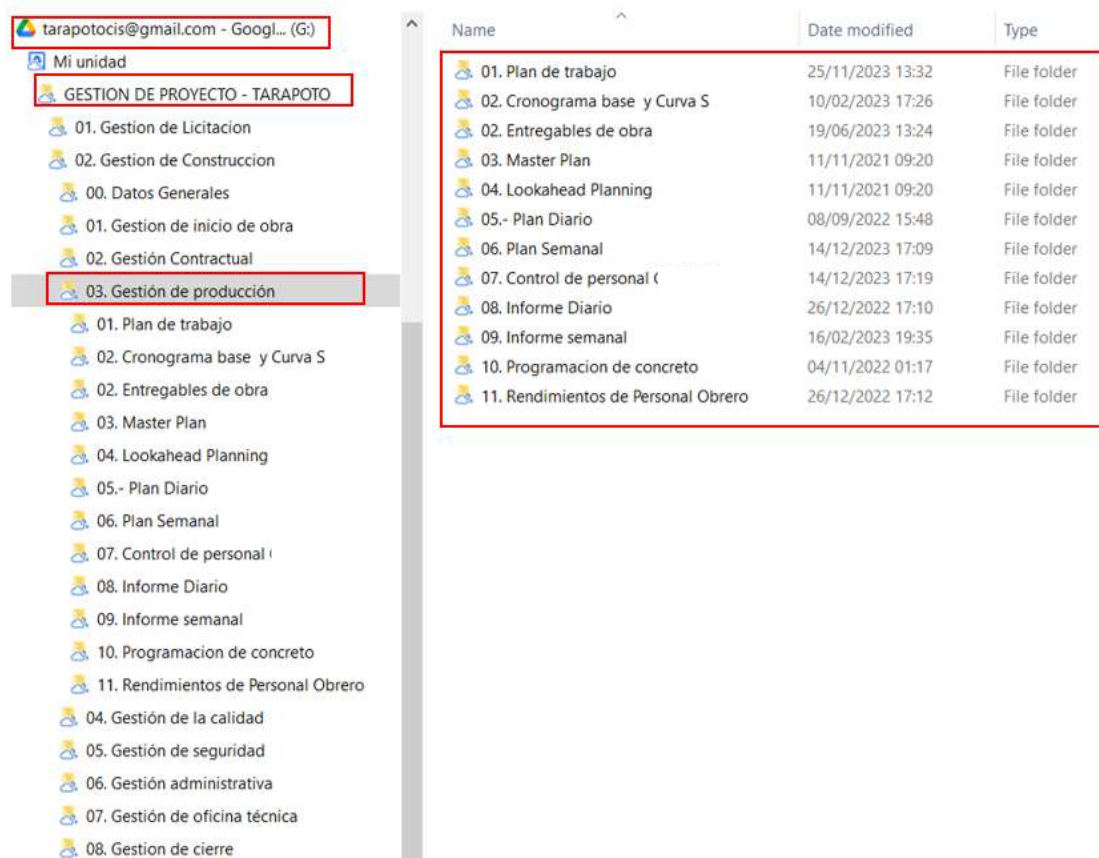 tarapotocis@gmail.com - Googl... (G:)
Mi unidad
GESTION DE PROYECTO - TARAPOTO
01. Gestion de Licitacion
02. Gestion de Construccion
00. Datos Generales
01. Gestion de inicio de obra
02. Gestión Contractual
03. Gestión de producción
01. Plan de trabajo
02. Cronograma base y Curva S
02. Entregables de obra
03. Master Plan
04. Lookahead Planning
05.- Plan Diario
06. Plan Semanal
07. Control de personal
08. Informe Diario
09. Informe semanal
10. Programacion de concreto
11. Rendimientos de Personal Obrero
04. Gestión de la calidad
05. Gestión de seguridad
06. Gestión administrativa
07. Gestión de oficina técnica
08. Gestion de cierre
Name Date modified Type
01. Plan de trabajo 25/11/2023 13:32 File folder
02. Cronograma base y Curva S 10/02/2023 17:26 File folder
02. Entregables de obra 19/06/2023 13:24 File folder
03. Master Plan 11/11/2021 09:20 File folder
04. Lookahead Planning 11/11/2021 09:20 File folder
05.- Plan Diario 08/09/2022 15:48 File folder
06. Plan Semanal 14/12/2023 17:09 File folder
07. Control de personal 14/12/2023 17:19 File folder
08. Informe Diario 26/12/2022 17:10 File folder
09. Informe semanal 16/02/2023 19:35 File folder
10. Programacion de concreto 04/11/2022 01:17 File folder
11. Rendimientos de Personal Obrero 26/12/2022 17:12 File folder